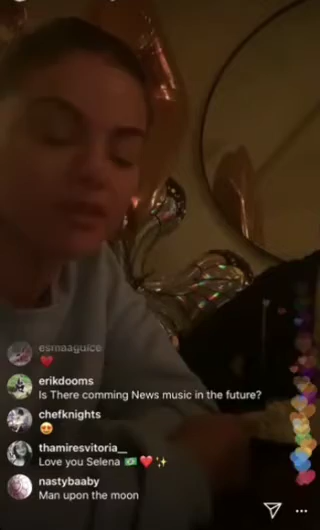 esmaaguice
❤️
erikdooms
Is There comming News music in the future?
chefknights
😍
thamiresvitoria__
Love you Selena 🇧🇷❤️✨
nastybaaby
Man upon the moon